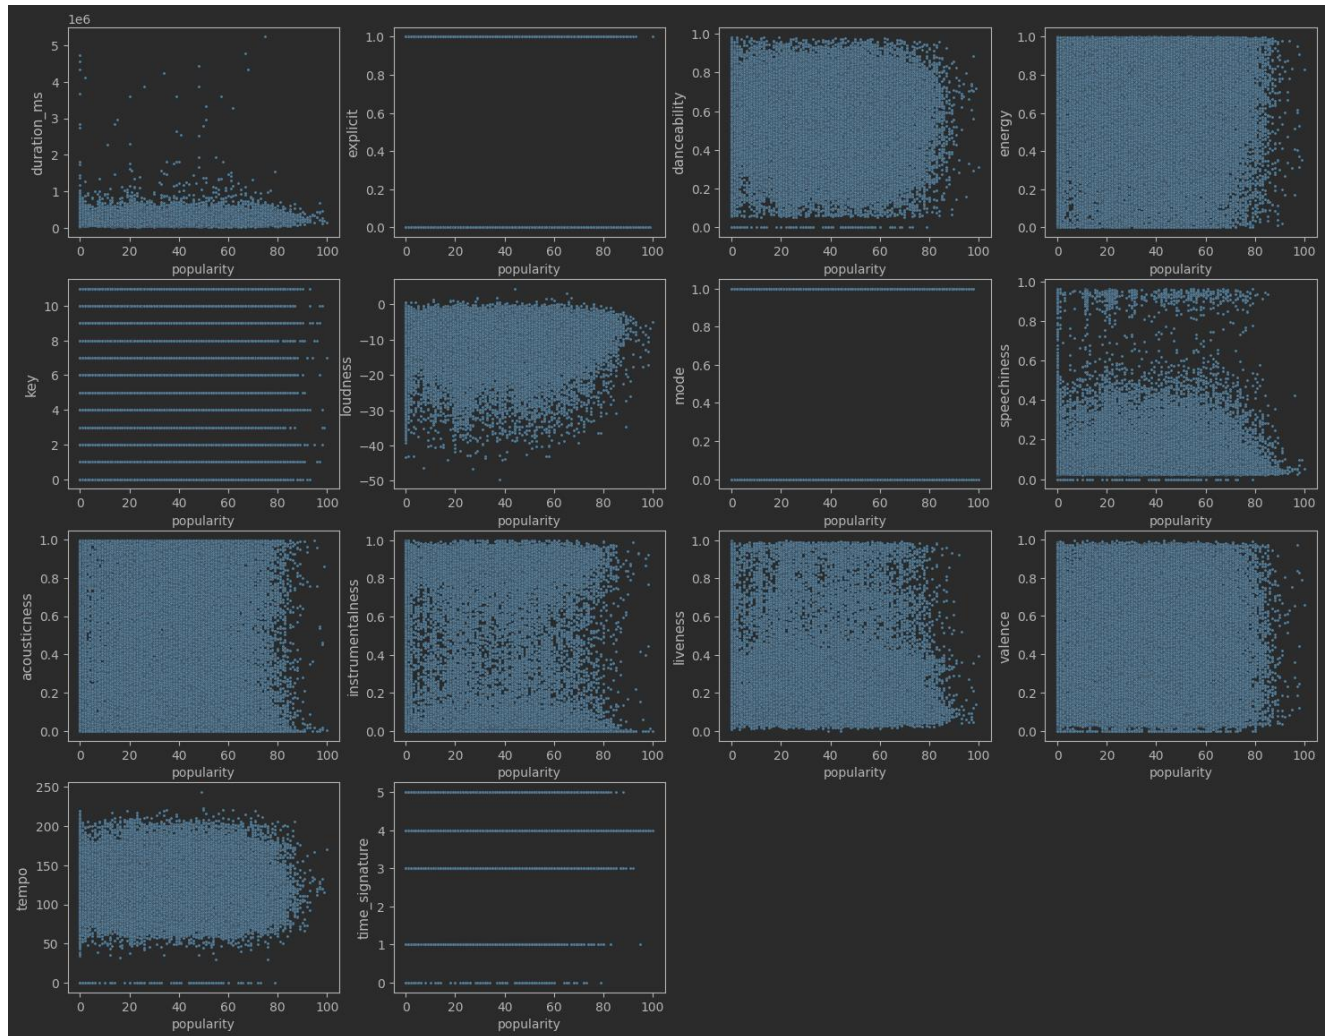 1e6
5
4
3
2
1
0
duration_ms
0 20 40 60 80 100
popularity
1.0
0.8
0.6
0.4
0.2
0.0
explicit
0 20 40 60 80 100
popularity
1.0
0.8
0.6
0.4
0.2
0.0
danceability
0 20 40 60 80 100
popularity
1.0
0.8
0.6
0.4
0.2
0.0
energy
0 20 40 60 80 100
popularity
10
8
6
4
2
0
key
0 20 40 60 80 100
popularity
0
−10
−20
−30
−40
−50
loudness
0 20 40 60 80 100
popularity
1.0
0.8
0.6
0.4
0.2
0.0
mode
0 20 40 60 80 100
popularity
1.0
0.8
0.6
0.4
0.2
0.0
speechiness
0 20 40 60 80 100
popularity
1.0
0.8
0.6
0.4
0.2
0.0
acousticness
0 20 40 60 80 100
popularity
1.0
0.8
0.6
0.4
0.2
0.0
instrumentalness
0 20 40 60 80 100
popularity
1.0
0.8
0.6
0.4
0.2
0.0
liveness
0 20 40 60 80 100
popularity
1.0
0.8
0.6
0.4
0.2
0.0
valence
0 20 40 60 80 100
popularity
250
200
150
100
50
0
tempo
0 20 40 60 80 100
popularity
5
4
3
2
1
0
time_signature
0 20 40 60 80 100
popularity